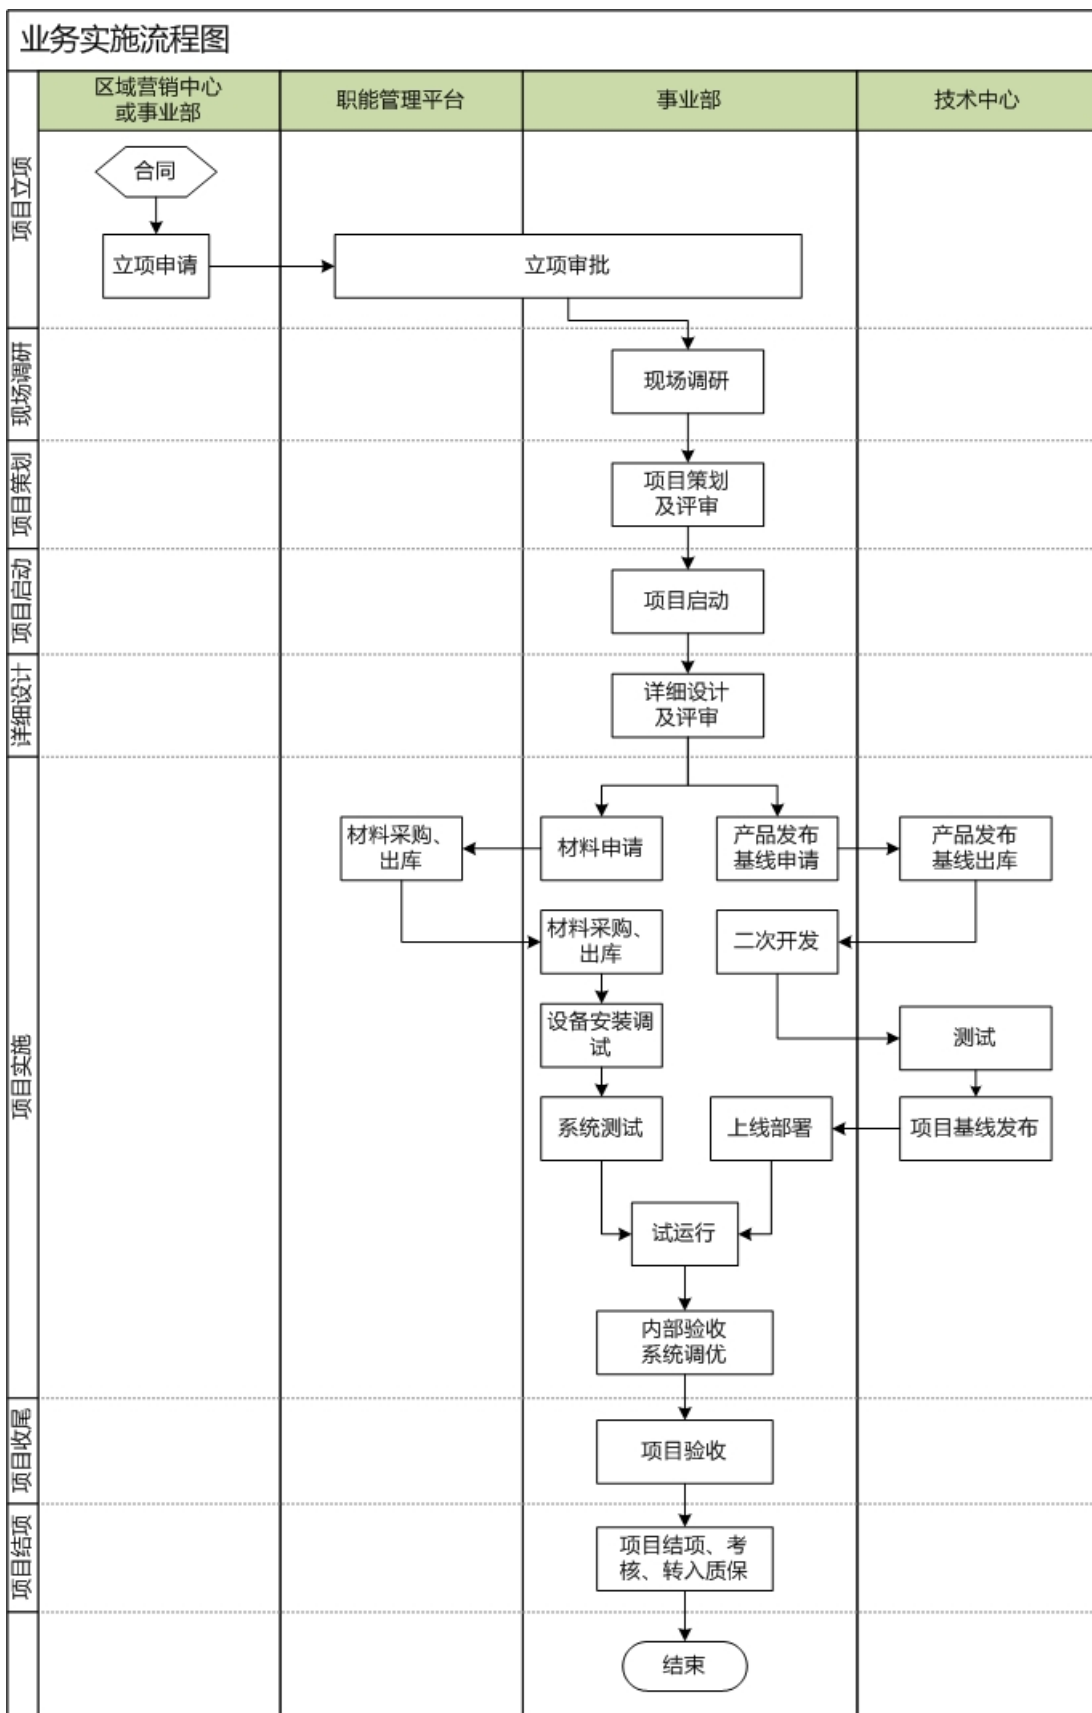 业务实施流程图
区域营销中心
或事业部
职能管理平台
事业部
技术中心
项目立项
合同
立项申请
立项审批
现场调研
现场调研
项目策划
项目策划
及评审
项目启动
项目启动
详细设计
详细设计
及评审
项目实施
材料采购、
出库
材料申请
产品发布
基线申请
产品发布
基线出库
材料采购、
出库
二次开发
设备安装调
试
测试
系统测试
上线部署
项目基线发布
试运行
内部验收
系统调优
项目收尾
项目验收
项目结项
项目结项、考
核、转入质保
结束